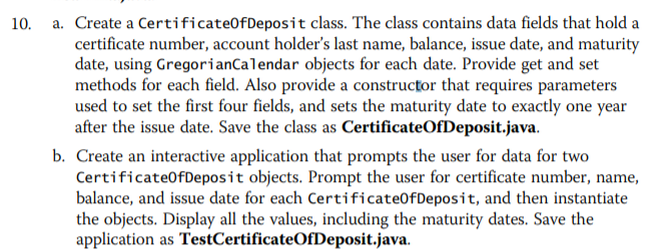 10. a. Create a CertificateOfDeposit class. The class contains data fields that hold a
certificate number, account holder's last name, balance, issue date, and maturity
date, using GregorianCalendar objects for each date. Provide get and set
methods for each field. Also provide a constructor that requires parameters
used to set the first four fields, and sets the maturity date to exactly one year
after the issue date. Save the class as CertificateOfDeposit.java.
b. Create an interactive application that prompts the user for data for two
CertificateOfDeposit objects. Prompt the user for certificate number, name,
balance, and issue date for each CertificateOfDeposit, and then instantiate
the objects. Display all the values, including the maturity dates. Save the
application as TestCertificateOfDeposit.java.